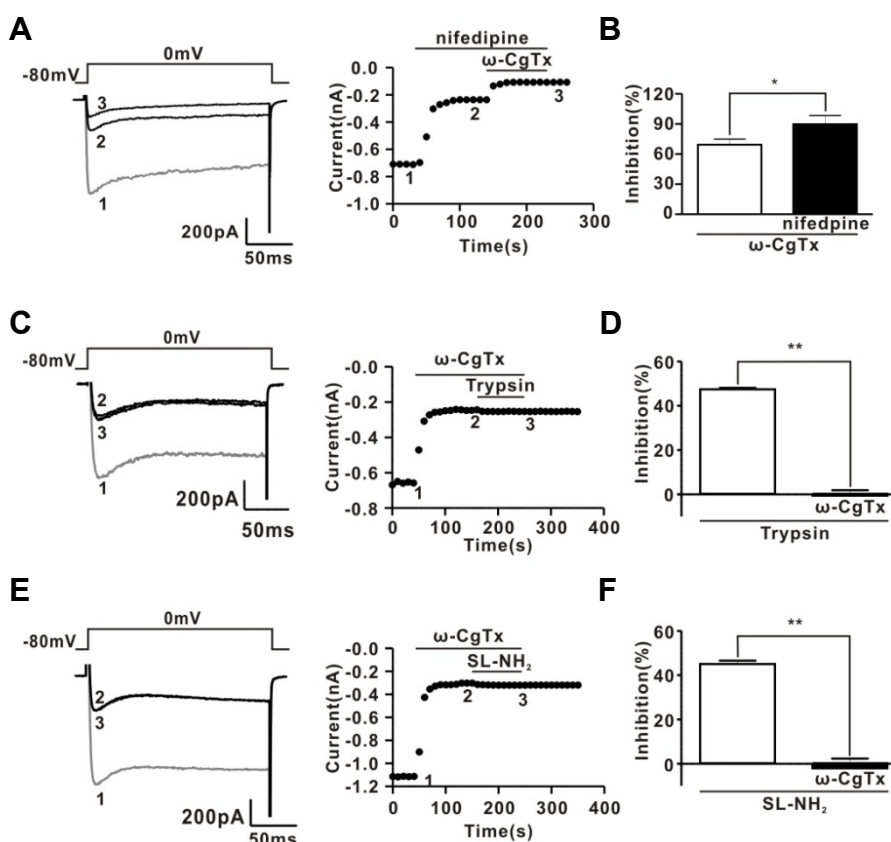 A
0mV
-80mV
3
2
1
200pA
50ms
nifedipine
ω-CgTx
0.0
-0.2
-0.4
-0.6
-0.8
-1.0
Current(nA)
1
2
3
0
100
200
300
Time(s)
B
*
120
90
60
30
0
Inhibition(%)
nifedpine
ω-CgTx
C
0mV
-80mV
2
3
1
200pA
50ms
ω-CgTx
Trypsin
-0.0
-0.2
-0.4
-0.6
-0.8
Current(nA)
1
2
3
0
100
200
300
400
Time(s)
D
**
60
40
20
0
Inhibition(%)
ω-CgTx
Trypsin
E
0mV
-80mV
2
3
1
200pA
50ms
ω-CgTx
SL-NH₂
-0.0
-0.2
-0.4
-0.6
-0.8
-1.0
-1.2
Current(nA)
1
2
3
0
100
200
300
400
Time(s)
F
**
60
40
20
0
Inhibition(%)
ω-CgTx
SL-NH₂